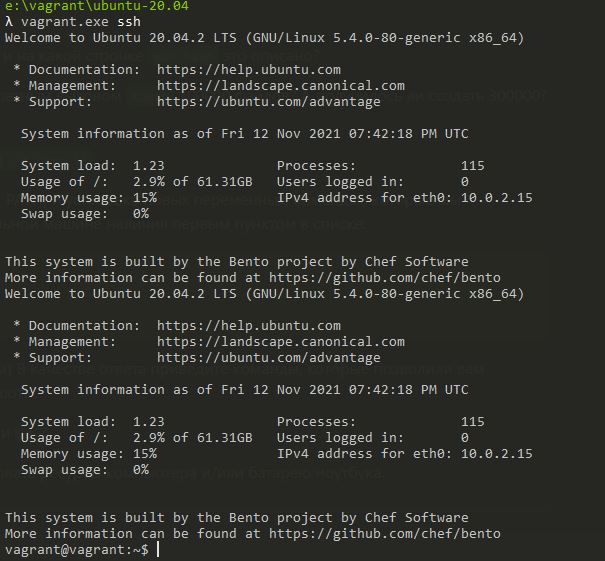 e:\vagrant\ubuntu-20.04
λ vagrant.exe ssh
Welcome to Ubuntu 20.04.2 LTS (GNU/Linux 5.4.0-80-generic x86_64)
* Documentation:  https://help.ubuntu.com
* Management:     https://landscape.canonical.com
* Support:        https://ubuntu.com/advantage
System information as of Fri 12 Nov 2021 07:42:18 PM UTC
System load:  1.23               Processes:             115
Usage of /:   2.9% of 61.31GB   Users logged in:       0
Memory usage: 15%               IPv4 address for eth0: 10.0.2.15
Swap usage:   0%
This system is built by the Bento project by Chef Software
More information can be found at https://github.com/chef/bento
Welcome to Ubuntu 20.04.2 LTS (GNU/Linux 5.4.0-80-generic x86_64)
* Documentation:  https://help.ubuntu.com
* Management:     https://landscape.canonical.com
* Support:        https://ubuntu.com/advantage
System information as of Fri 12 Nov 2021 07:42:18 PM UTC
System load:  1.23               Processes:             115
Usage of /:   2.9% of 61.31GB   Users logged in:       0
Memory usage: 15%               IPv4 address for eth0: 10.0.2.15
Swap usage:   0%
This system is built by the Bento project by Chef Software
More information can be found at https://github.com/chef/bento
vagrant@vagrant:~$